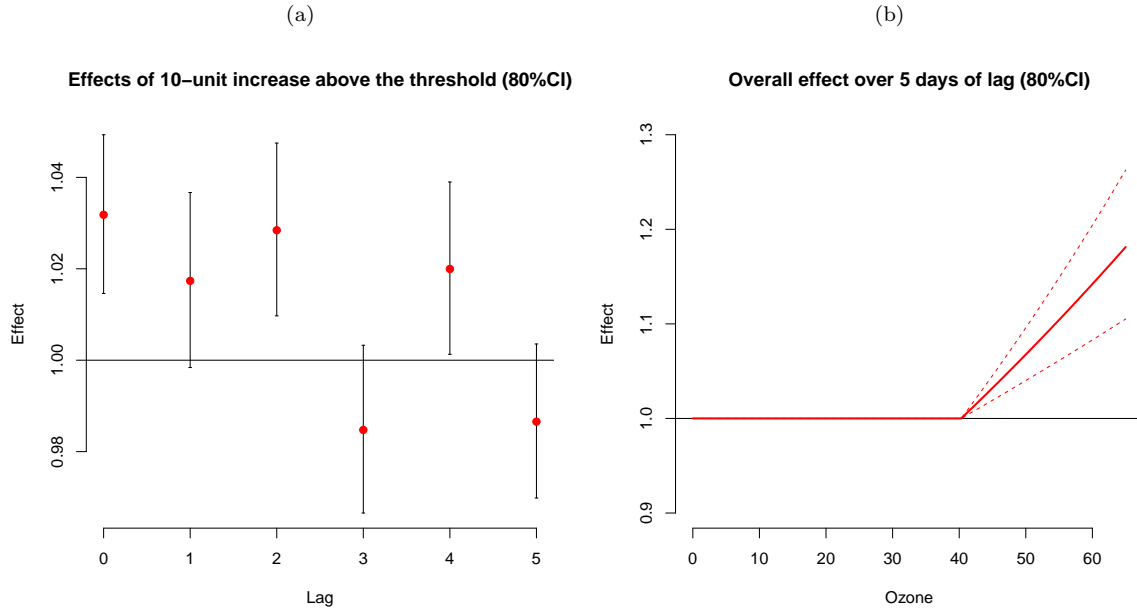 (a)
Effects of 10−unit increase above the threshold (80%CI)
Effect
1.04
1.02
1.00
0.98
0 1 2 3 4 5
Lag
(b)
Overall effect over 5 days of lag (80%CI)
Effect
1.3
1.2
1.1
1.0
0.9
0 10 20 30 40 50 60
Ozone